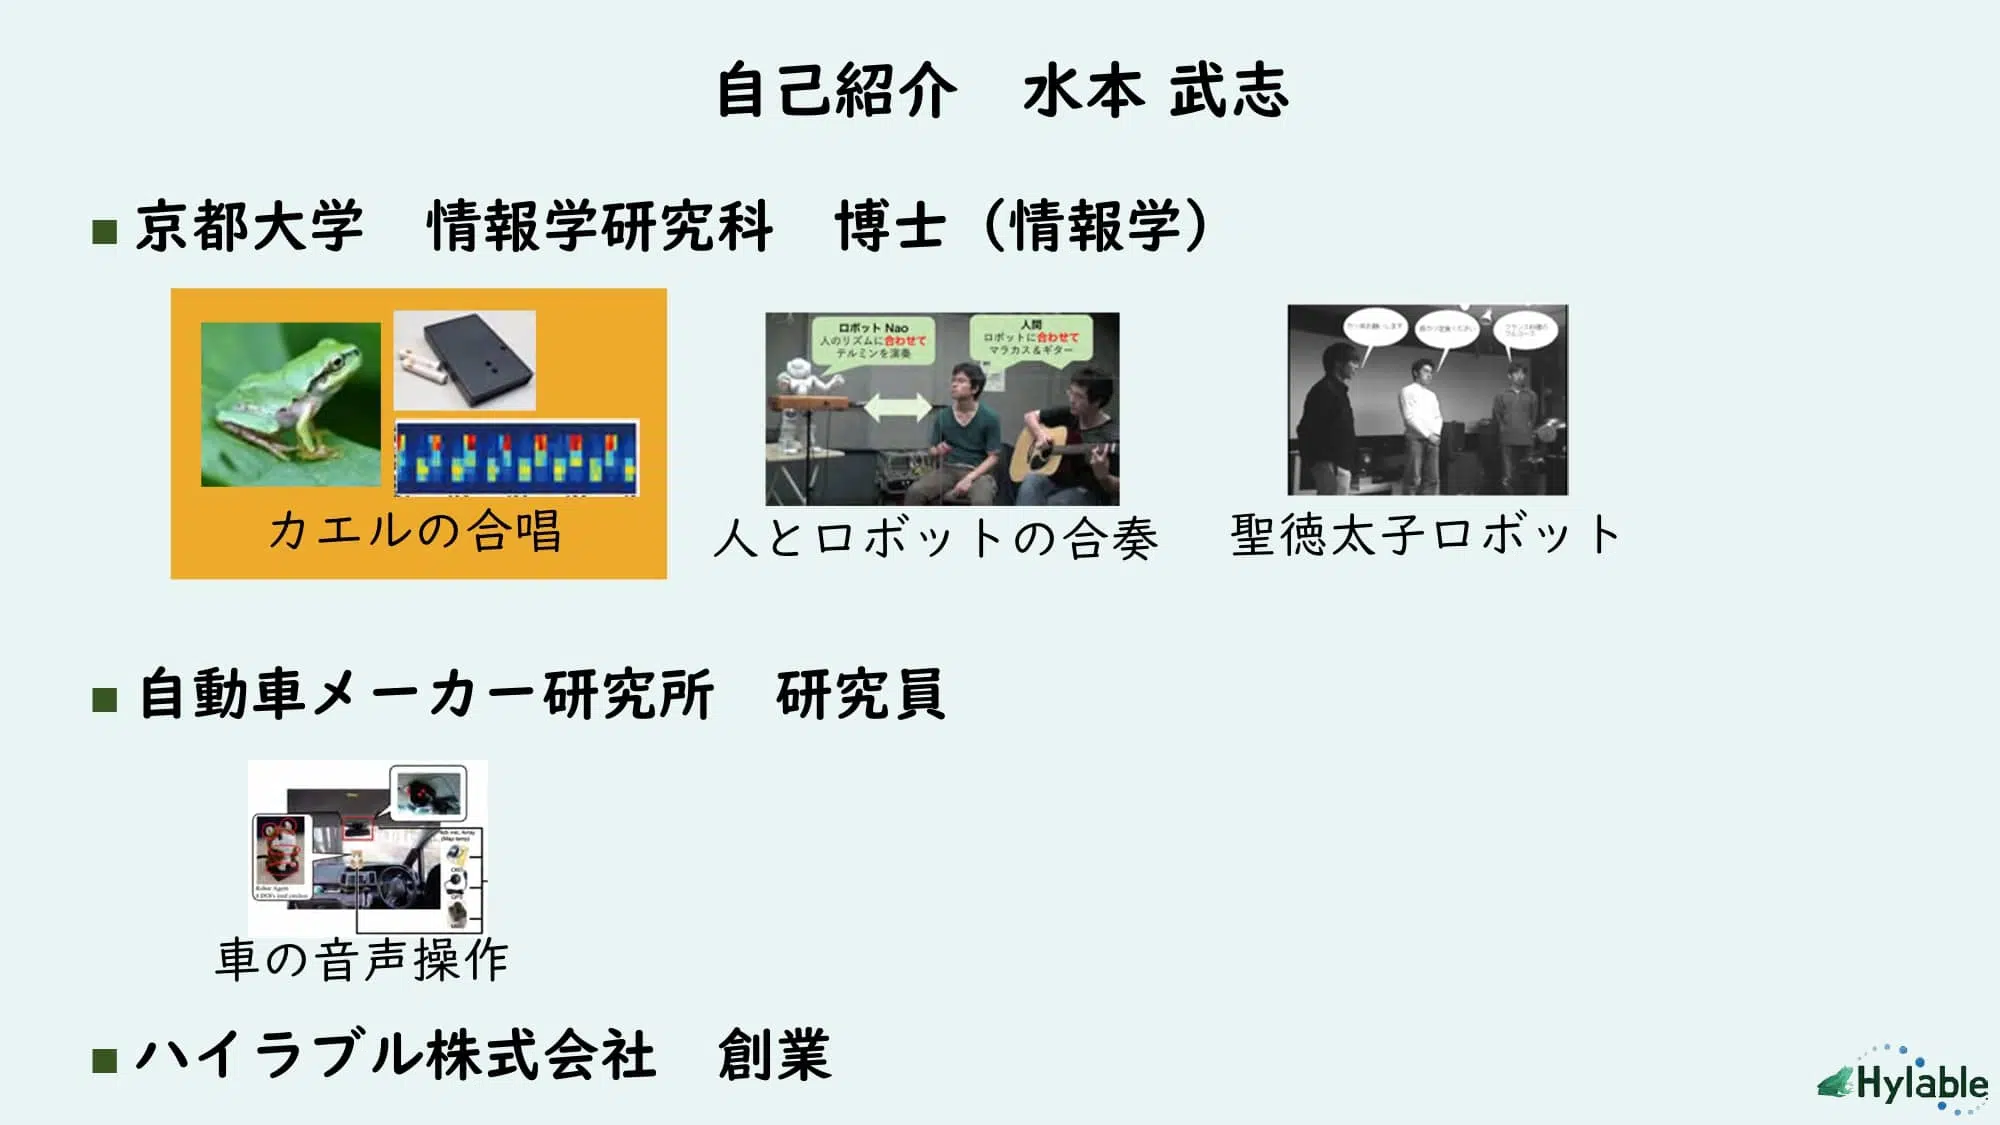 自己紹介　水本 武志
京都大学　情報学研究科　博士（情報学）
ロボット Nao
人のリズムに合わせて
テルミンを演奏
人間
ロボットに合わせて
マラカス＆ギター
カエルの合唱
人とロボットの合奏
聖徳太子ロボット
自動車メーカー研究所　研究員
車の音声操作
ハイラブル株式会社　創業
Hylable